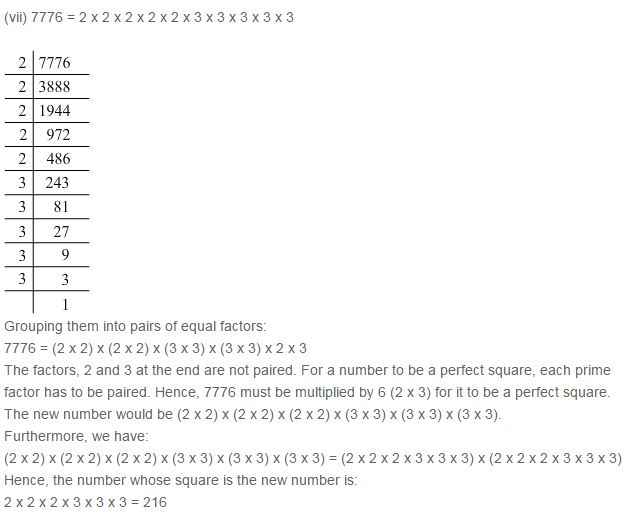 (vii) 7776 = 2 x 2 x 2 x 2 x 2 x 3 x 3 x 3 x 3 x 3
2 7776
2 3888
2 1944
2 972
2 486
3 243
3 81
3 27
3 9
3 3
1
Grouping them into pairs of equal factors:
7776 = (2 x 2) x (2 x 2) x (3 x 3) x (3 x 3) x 2 x 3
The factors, 2 and 3 at the end are not paired. For a number to be a perfect square, each prime
factor has to be paired. Hence, 7776 must be multiplied by 6 (2 x 3) for it to be a perfect square.
The new number would be (2 x 2) x (2 x 2) x (2 x 2) x (3 x 3) x (3 x 3) x (3 x 3).
Furthermore, we have:
(2 x 2) x (2 x 2) x (2 x 2) x (3 x 3) x (3 x 3) x (3 x 3) = (2 x 2 x 2 x 3 x 3 x 3) x (2 x 2 x 2 x 3 x 3 x 3)
Hence, the number whose square is the new number is:
2 x 2 x 2 x 3 x 3 x 3 = 216